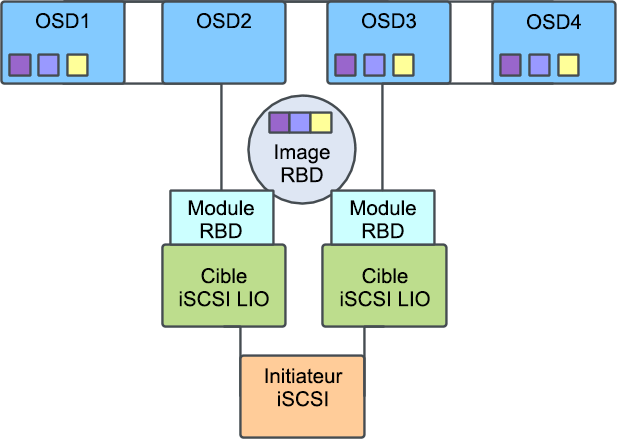 OSD1
OSD2
OSD3
OSD4
Image
RBD
Module
RBD
Module
RBD
Cible
iSCSI LIO
Cible
iSCSI LIO
Initiateur
iSCSI